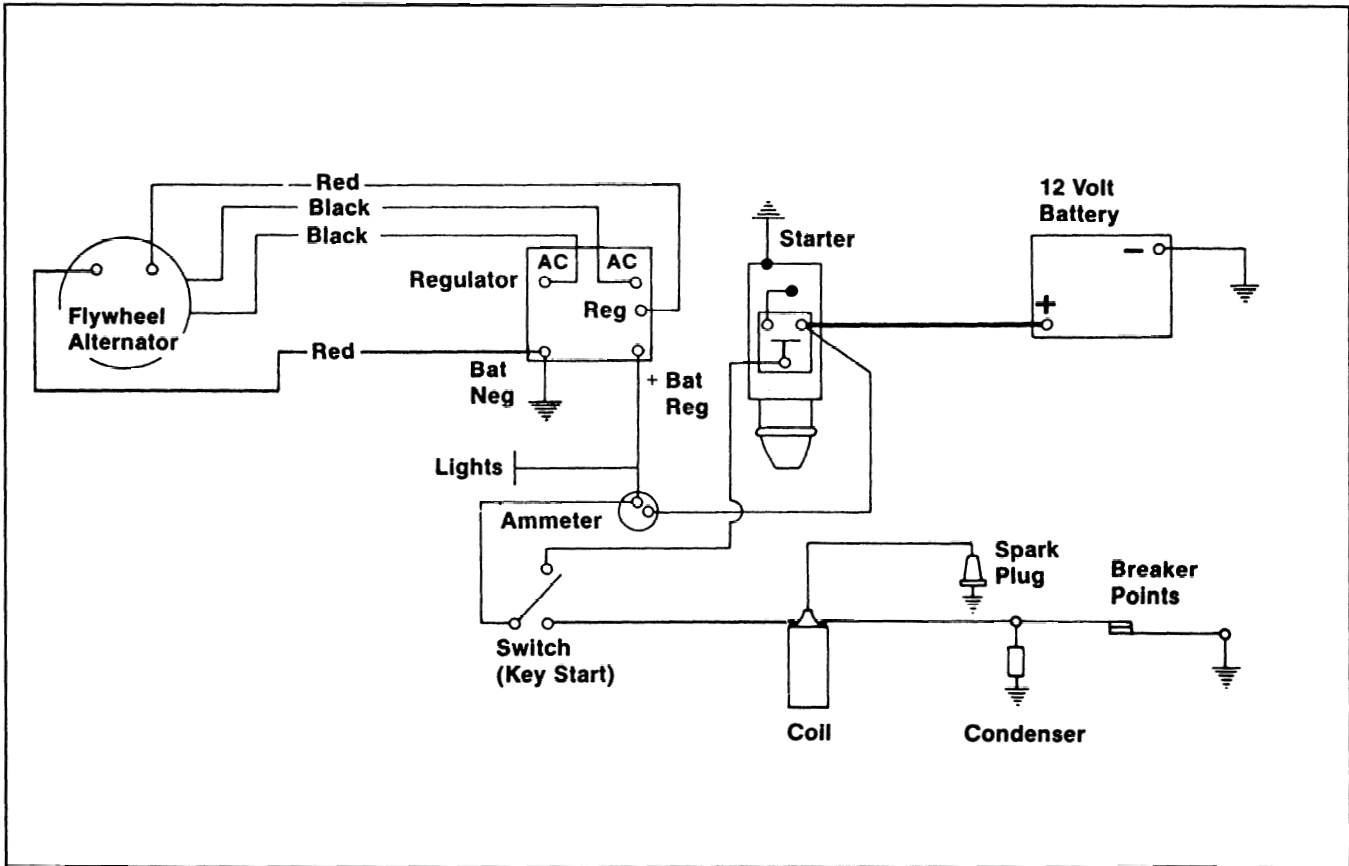 Red
Black
Black
Flywheel
Alternator
Red
Regulator
AC AC
Reg
Bat
Neg
+ Bat
Reg
Starter
12 Volt
Battery
−
+
Lights
Ammeter
Switch
(Key Start)
Spark
Plug
Breaker
Points
Coil
Condenser